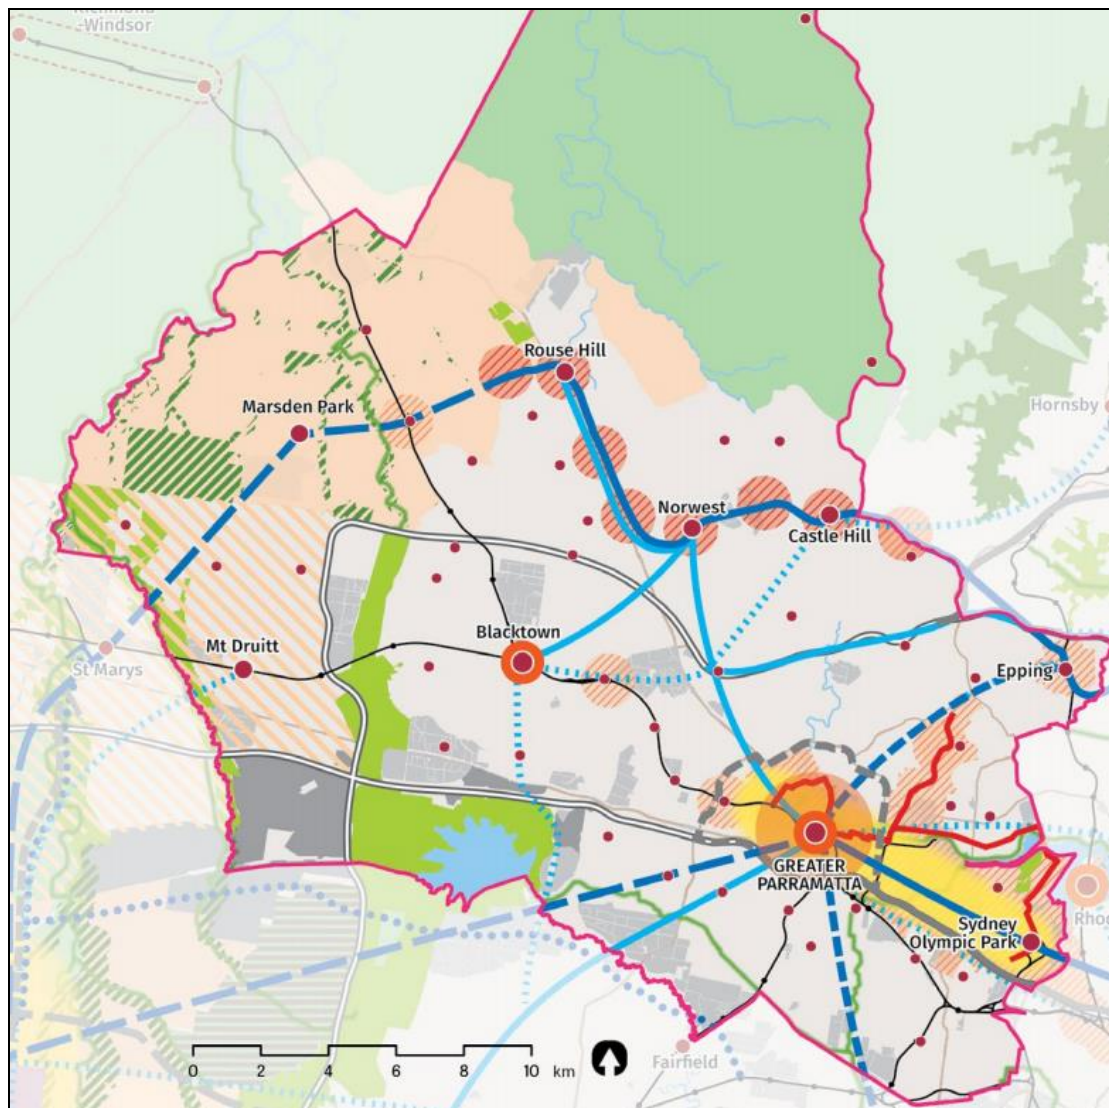 -Windsor
Rouse Hill
Marsden Park
Hornsby
Norwest
Castle Hill
Blacktown
Mt Druitt
St Marys
Epping
GREATER
PARRAMATTA
Sydney
Olympic Park
Fairfield
0 2 4 6 8 10 km